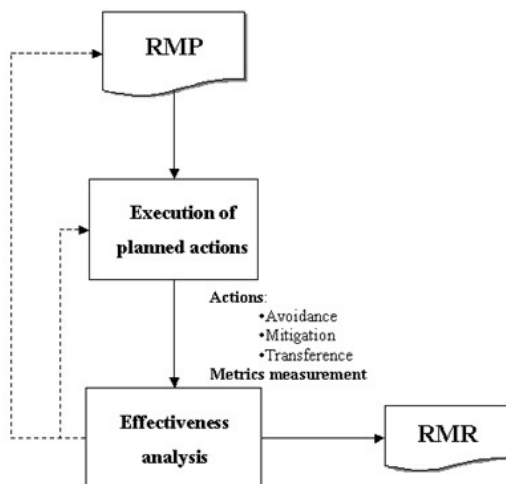 RMP
Execution of
planned actions
Actions:
•Avoidance
•Mitigation
•Transference
Metrics measurement
Effectiveness
analysis
RMR